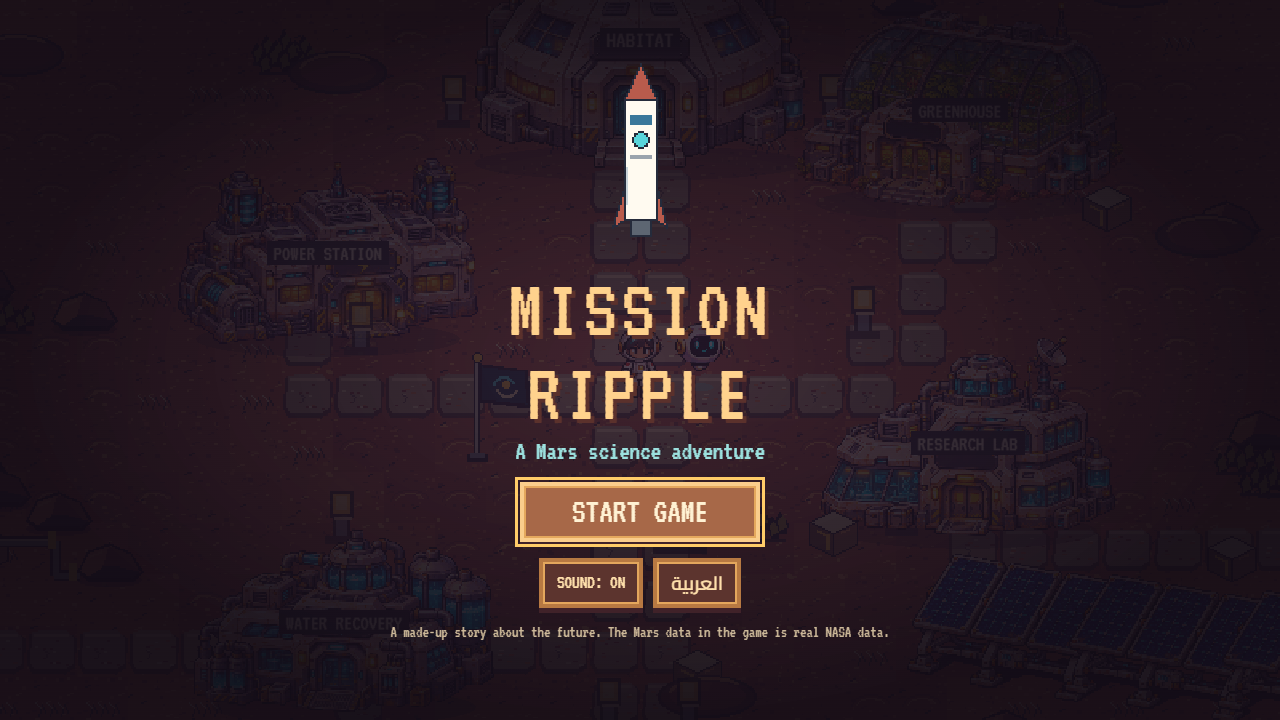 HABITAT
GREENHOUSE
POWER STATION
MISSION
RIPPLE
A Mars science adventure
RESEARCH LAB
START GAME
SOUND: ON
العربية
WATER RECOVERY
A made-up story about the future. The Mars data in the game is real NASA data.